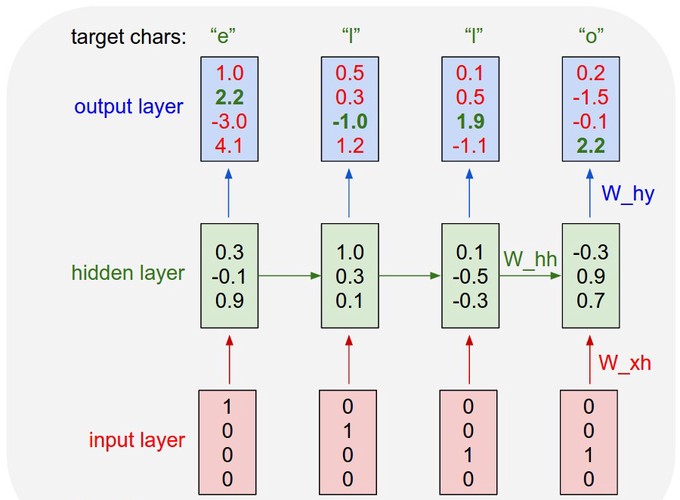 target chars: “e” “l” “l” “o”
1.0 0.5 0.1 0.2
2.2 0.3 0.5 -1.5
output layer -3.0 -1.0 1.9 -0.1
4.1 1.2 -1.1 2.2
W_hy
0.3 1.0 0.1 -0.3
hidden layer -0.1 0.3 -0.5 W_hh 0.9
0.9 0.1 -0.3 0.7
W_xh
1 0 0 0
0 1 0 0
input layer 0 0 1 1
0 0 0 0